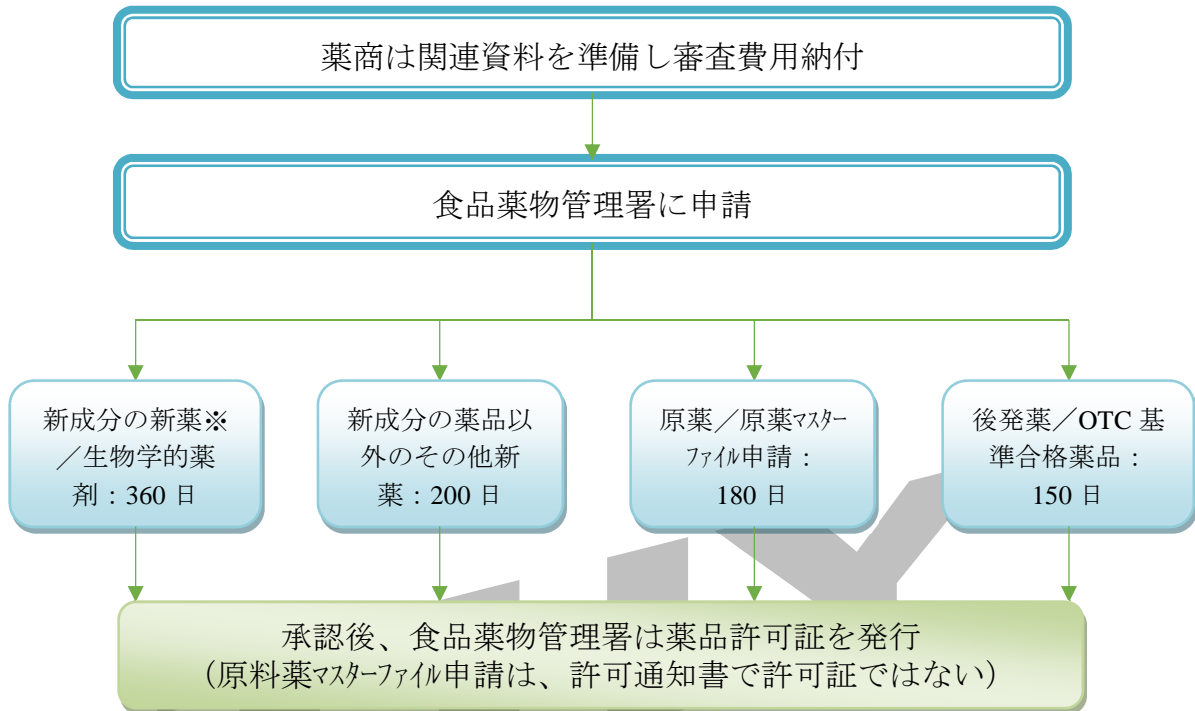 薬商は関連資料を準備し審査費用納付
食品薬物管理署に申請
新成分の新薬※
／生物学的薬
剤：360 日
新成分の薬品以
外のその他新
薬：200 日
原薬／原薬マスター
ファイル申請：
180 日
後発薬／OTC 基
準合格薬品：
150 日
承認後、食品薬物管理署は薬品許可証を発行
（原料薬マスターファイル申請は、許可通知書で許可証ではない）